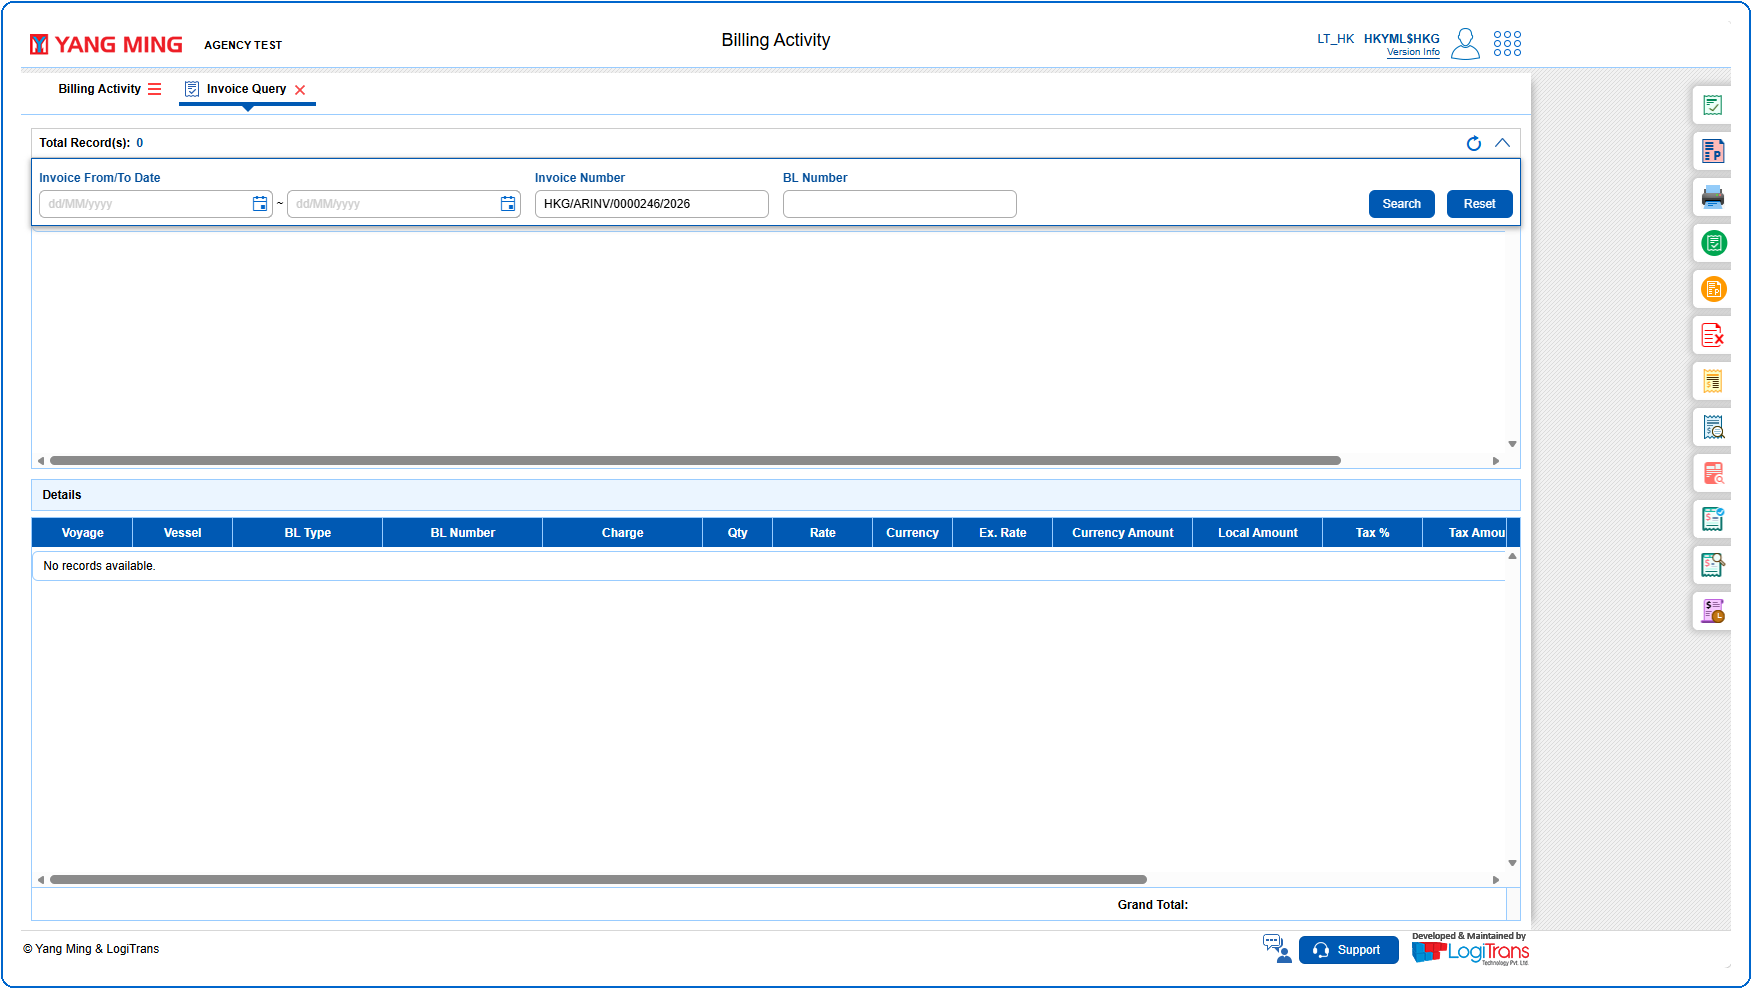 YANG MING
AGENCY TEST
Billing Activity
LT_HK HKYML$HKG
Version Info
Billing Activity
Invoice Query
Total Record(s): 0
Invoice From/To Date
Invoice Number
BL Number
dd/MM/yyyy ~ dd/MM/yyyy
HKG/ARINV/0000246/2026
Search
Reset
Details
Voyage Vessel BL Type BL Number Charge Qty Rate Currency Ex. Rate Currency Amount Local Amount Tax % Tax Amou
No records available.
Grand Total:
© Yang Ming & LogiTrans
Support
Developed & Maintained by
LogiTrans
Technology Pvt. Ltd.